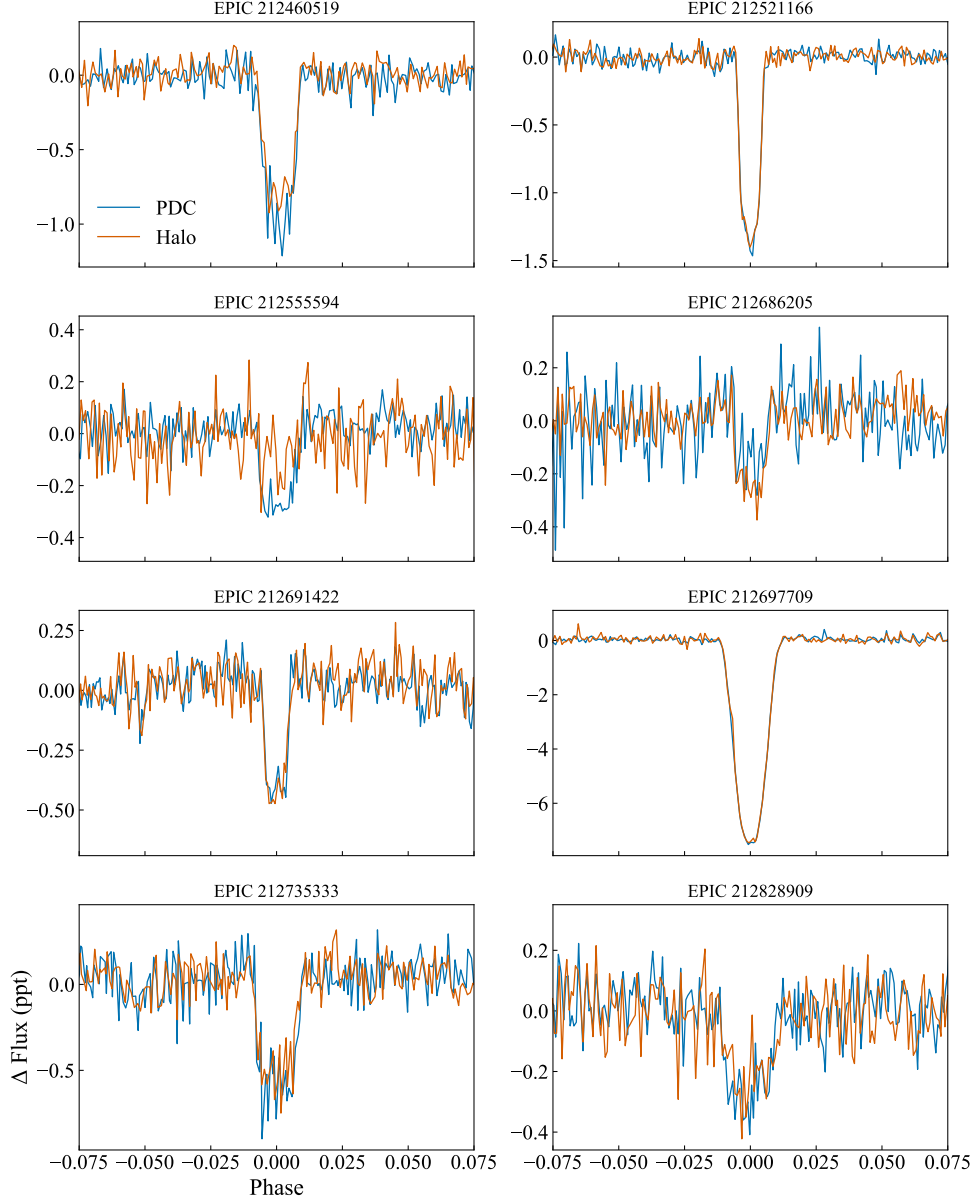 EPIC 212460519
0.0
−0.5
−1.0
PDC
Halo
EPIC 212521166
0.0
−0.5
−1.0
−1.5
EPIC 212555594
0.4
0.2
0.0
−0.2
−0.4
EPIC 212686205
0.2
0.0
−0.2
−0.4
EPIC 212691422
0.25
0.00
−0.25
−0.50
EPIC 212697709
0
−2
−4
−6
EPIC 212735333
0.0
−0.5
Δ Flux (ppt)
−0.075 −0.050 −0.025 0.000 0.025 0.050 0.075
Phase
EPIC 212828909
0.2
0.0
−0.2
−0.4
−0.075 −0.050 −0.025 0.000 0.025 0.050 0.075